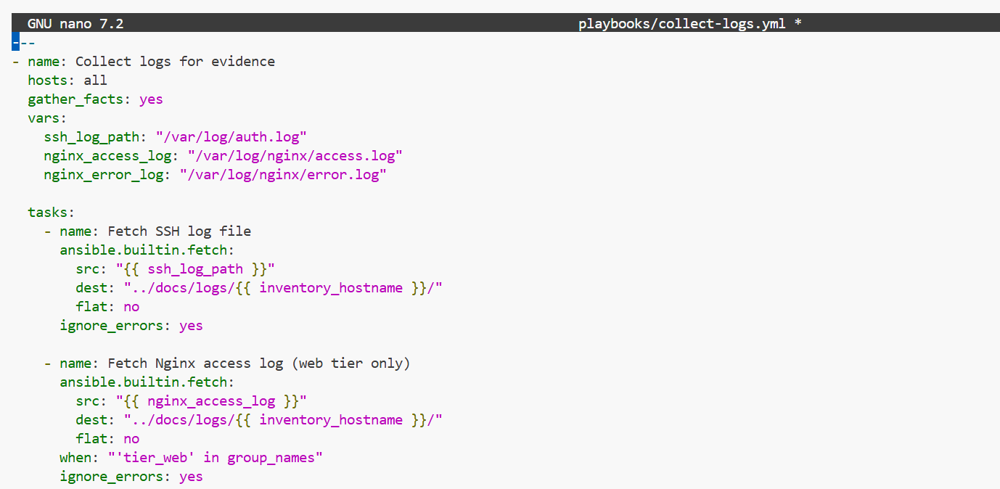 GNU nano 7.2 playbooks/collect-logs.yml *
---
- name: Collect logs for evidence
  hosts: all
  gather_facts: yes
  vars:
    ssh_log_path: "/var/log/auth.log"
    nginx_access_log: "/var/log/nginx/access.log"
    nginx_error_log: "/var/log/nginx/error.log"

  tasks:
    - name: Fetch SSH log file
      ansible.builtin.fetch:
        src: "{{ ssh_log_path }}"
        dest: "../docs/logs/{{ inventory_hostname }}/"
        flat: no
      ignore_errors: yes

    - name: Fetch Nginx access log (web tier only)
      ansible.builtin.fetch:
        src: "{{ nginx_access_log }}"
        dest: "../docs/logs/{{ inventory_hostname }}/"
        flat: no
      when: "'tier_web' in group_names"
      ignore_errors: yes